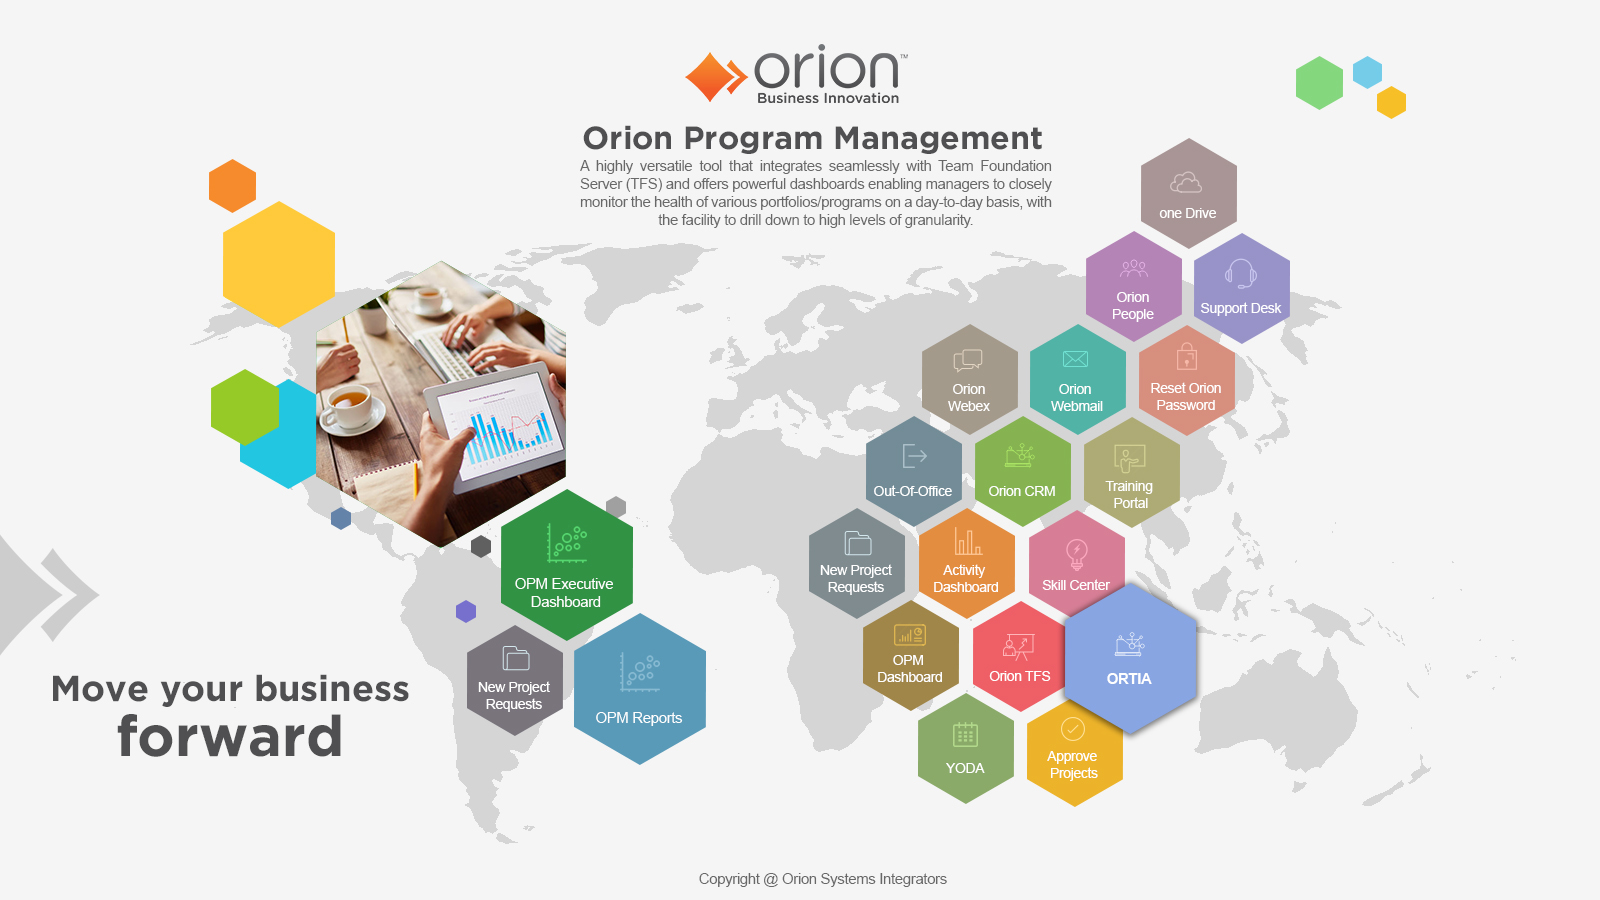 orion™
Business Innovation
Orion Program Management
A highly versatile tool that integrates seamlessly with Team Foundation
Server (TFS) and offers powerful dashboards enabling managers to closely
monitor the health of various portfolios/programs on a day-to-day basis, with
the facility to drill down to high levels of granularity.
one Drive
Orion
People
Support Desk
Orion
Webex
Orion
Webmail
Reset Orion
Password
Out-Of-Office
Orion CRM
Training
Portal
New Project
Requests
Activity
Dashboard
Skill Center
OPM
Dashboard
Orion TFS
ORTIA
YODA
Approve
Projects
OPM Executive
Dashboard
New Project
Requests
OPM Reports
Move your business
forward
Copyright @ Orion Systems Integrators